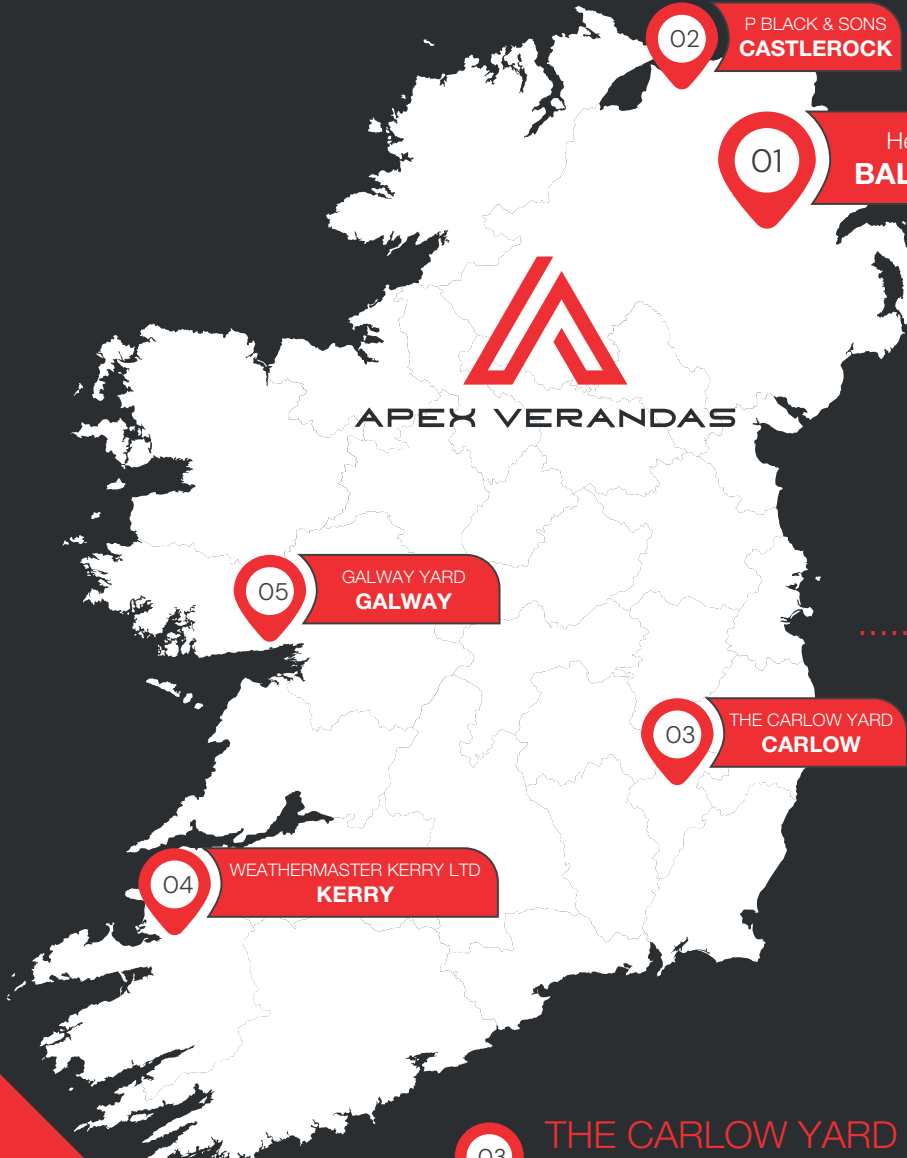 02
P BLACK & SONS
CASTLEROCK
01
APEX VERANDAS
05
GALWAY YARD
GALWAY
03
THE CARLOW YARD
CARLOW
04
WEATHERMASTER KERRY LTD
KERRY
03
THE CARLOW YARD